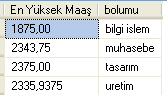 En Yüksek Maaş bolumu
1875,00 bilgi islem
2343,75 muhasebe
2375,00 tasarım
2335,9375 uretim